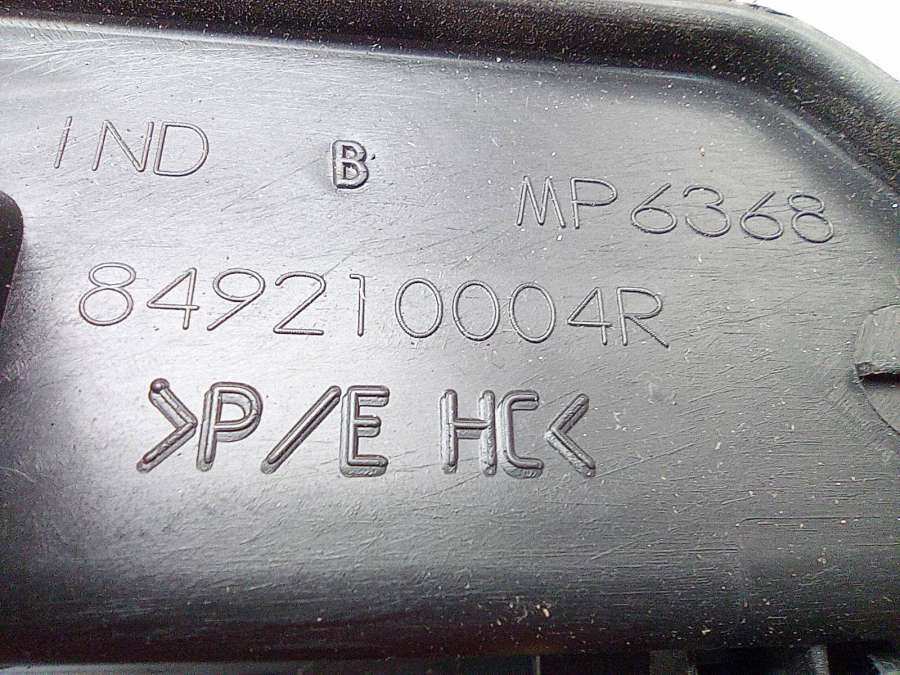 IND B MP6368
849210004R
>P/E HC<